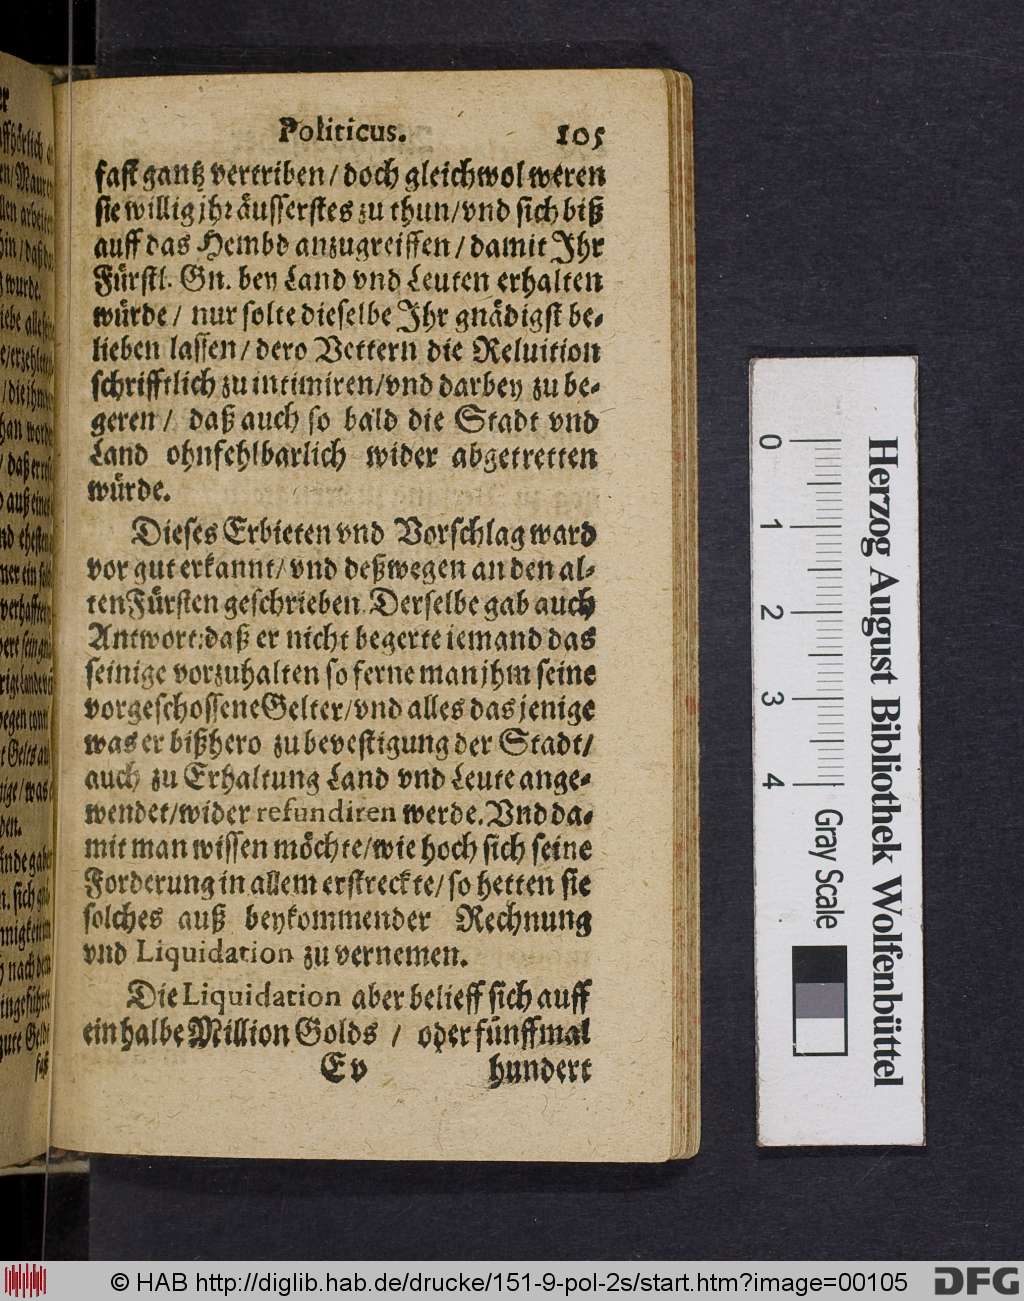 Politicus. 105
fast gantz vertriben / doch gleichwol weren
sie willig jhr äusserstes zu thun/vnd sich biß
auff das Hembd anzugreiffen / damit Ihr
Fürstl. Gn. bey Land vnd Leuten erhalten
würde / nur solte dieselbe Ihr gnädigst be-
lieben lassen/ dero Vettern die Reluition
schrifftlich zu intimiren/vnd darbey zu be-
geren / daß auch so bald die Stadt vnd
Land ohnfehlbarlich wider abgetretten
würde.
Dieses Erbieten vnd Vorschlag ward
vor gut erkannt/ vnd deßwegen an den al-
ten Fürsten geschrieben. Derselbe gab auch
Antwort: daß er nicht begerte iemand das
seinige vorzuhalten so ferne man jhm seine
vorgeschossene Gelter/vnd alles das jenige
was er bißhero zu bevestigung der Stadt/
auch zu Erhaltung Land vnd Leute ange-
wendet/wider refundiren werde. Vnd da-
mit man wissen möchte/wie hoch sich seine
Forderung in allem erstreckte/ so hetten sie
solches auß beykommender Rechnung
vnd Liquidation zu vernemen.
Die Liquidation aber belieff sich auff
ein halbe Million Golds / oder fünffmal
E v hundert
0 1 2 3 4
Gray Scale
Herzog August Bibliothek Wolfenbüttel
© HAB http://diglib.hab.de/drucke/151-9-pol-2s/start.htm?image=00105
DFG